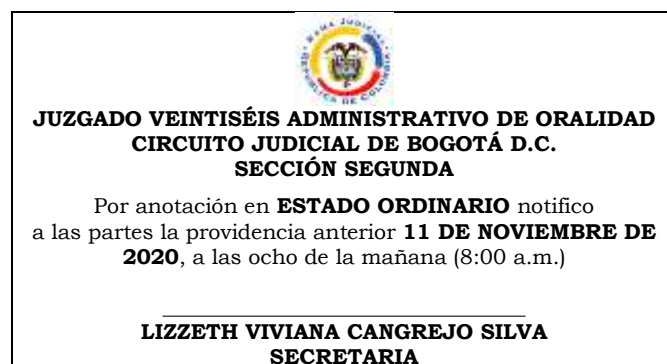 JUZGADO VEINTISÉIS ADMINISTRATIVO DE ORALIDAD
CIRCUITO JUDICIAL DE BOGOTÁ D.C.
SECCIÓN SEGUNDA
Por anotación en ESTADO ORDINARIO notifico
a las partes la providencia anterior 11 DE NOVIEMBRE DE
2020, a las ocho de la mañana (8:00 a.m.)
LIZZETH VIVIANA CANGREJO SILVA
SECRETARIA